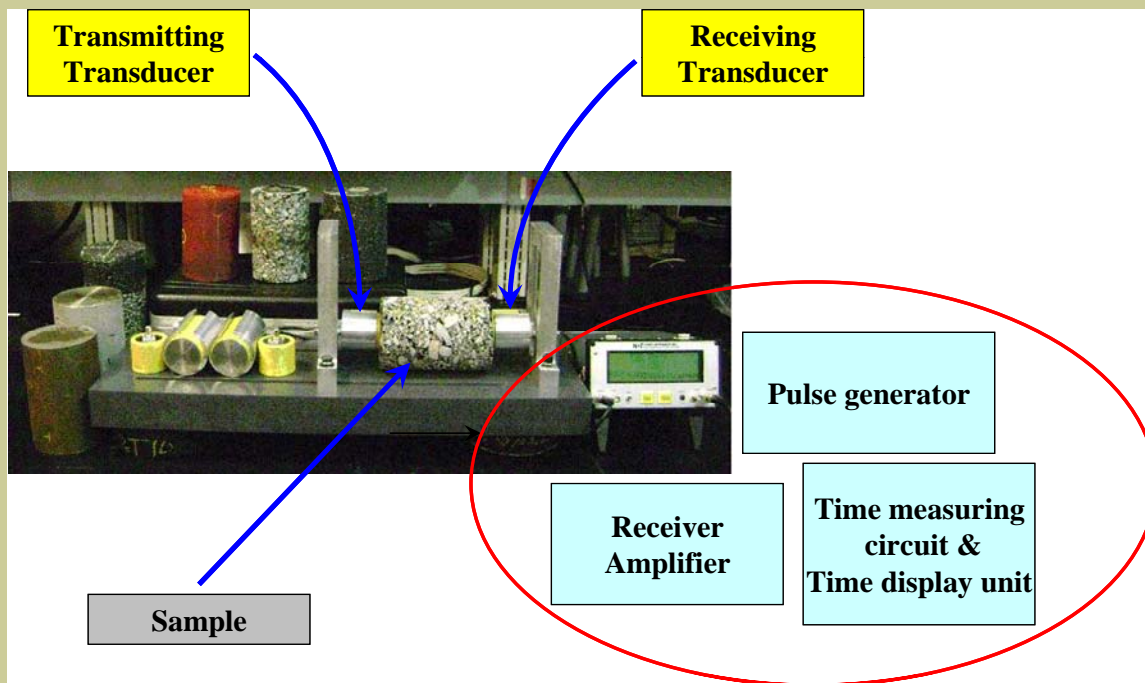 Transmitting
Transducer
Receiving
Transducer
Pulse generator
Receiver
Amplifier
Time measuring
circuit &
Time display unit
Sample